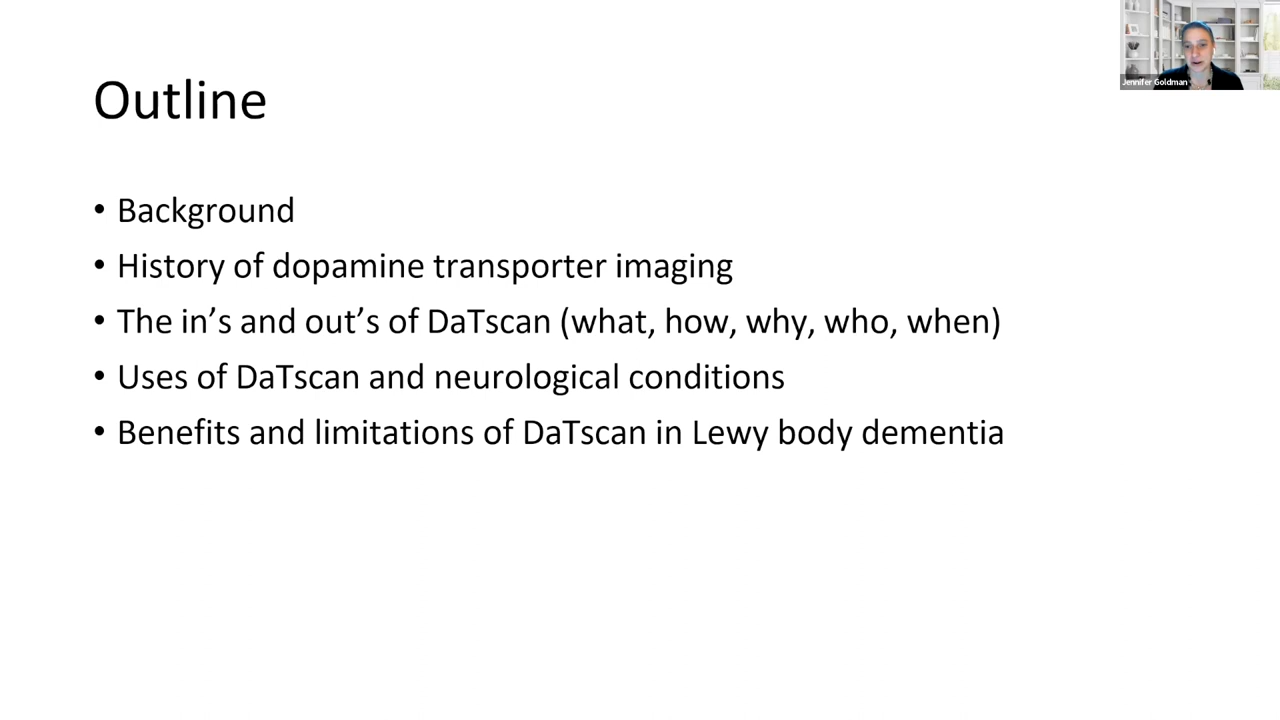 Outline
• Background
• History of dopamine transporter imaging
• The in’s and out’s of DaTscan (what, how, why, who, when)
• Uses of DaTscan and neurological conditions
• Benefits and limitations of DaTscan in Lewy body dementia
Jennifer Goldman